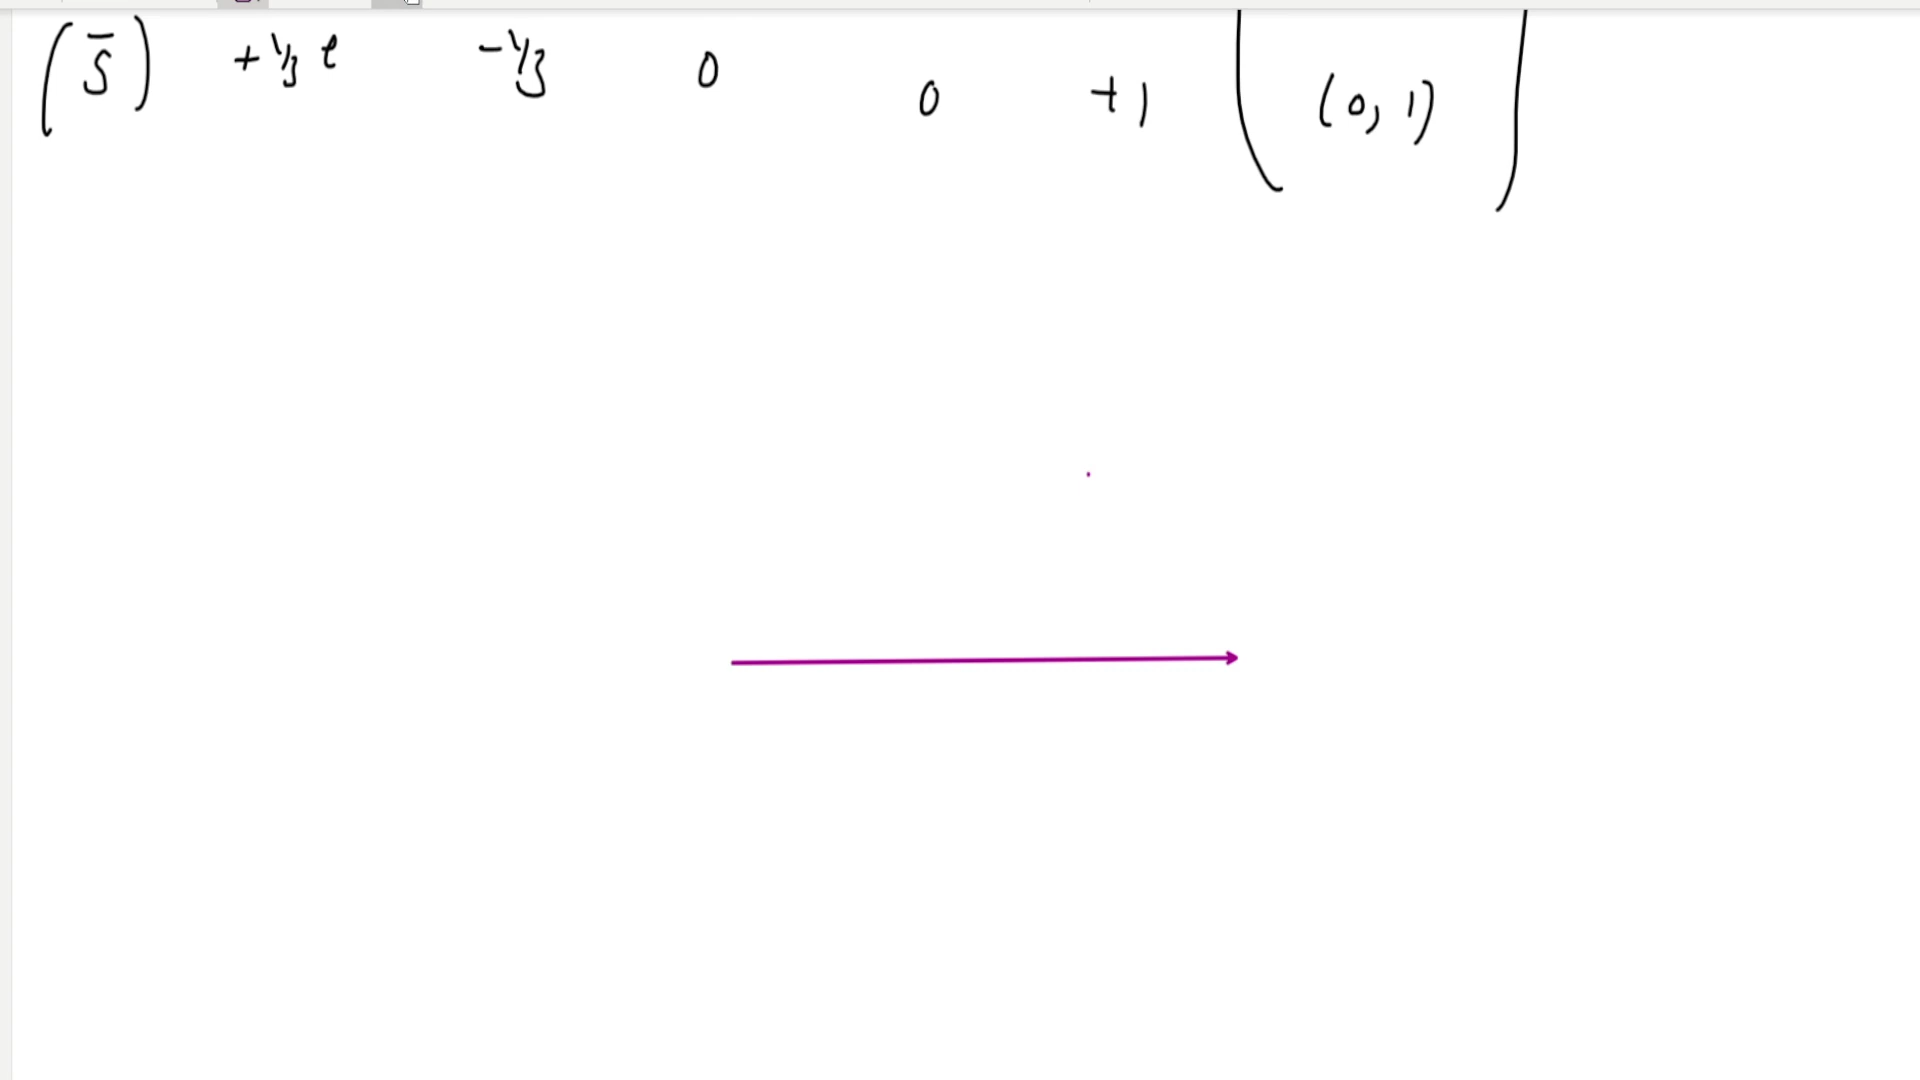 (s̄) +1/3 e -1/3 0 0 +1 (0, 1)